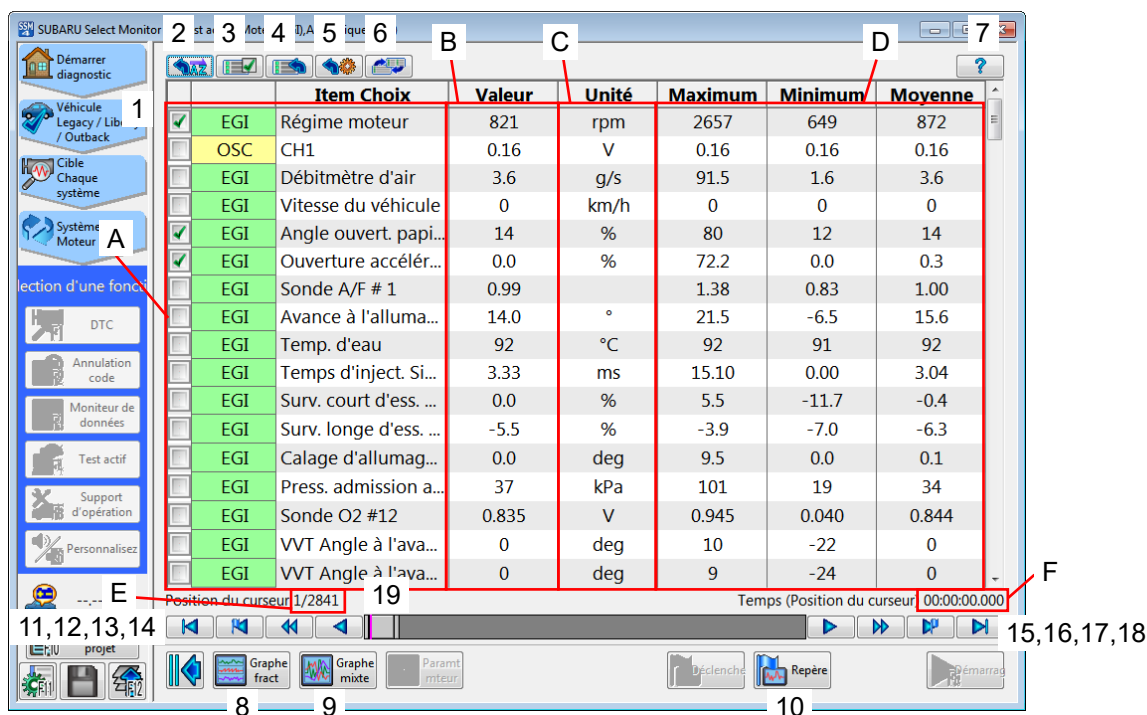 SUBARU Select Monitor
2 3 4 5 6 7
Démarrer
diagnostic
?
1
Véhicule
Legacy / Lib
/ Outback
Cible
Chaque
système
Système
Moteur
A
B
C
D
lection d'une fonc
DTC
Annulation
code
Moniteur de
données
Test actif
Support
d'opération
Personnalisez
--.--
Item Choix Valeur Unité Maximum Minimum Moyenne
EGI Régime moteur 821 rpm 2657 649 872
OSC CH1 0.16 V 0.16 0.16 0.16
EGI Débitmètre d'air 3.6 g/s 91.5 1.6 3.6
EGI Vitesse du véhicule 0 km/h 0 0 0
EGI Angle ouvert. papi... 14 % 80 12 14
EGI Ouverture accélér... 0.0 % 72.2 0.0 0.3
EGI Sonde A/F # 1 0.99 1.38 0.83 1.00
EGI Avance à l'alluma... 14.0 ° 21.5 -6.5 15.6
EGI Temp. d'eau 92 °C 92 91 92
EGI Temps d'inject. Si... 3.33 ms 15.10 0.00 3.04
EGI Surv. court d'ess. ... 0.0 % 5.5 -11.7 -0.4
EGI Surv. longe d'ess. ... -5.5 % -3.9 -7.0 -6.3
EGI Calage d'allumag... 0.0 deg 9.5 0.0 0.1
EGI Press. admission a... 37 kPa 101 19 34
EGI Sonde O2 #12 0.835 V 0.945 0.040 0.844
EGI VVT Angle à l'ava... 0 deg 10 -22 0
EGI VVT Angle à l'ava... 0 deg 9 -24 0
E
F
Position du curseur 1/2841
19
Temps (Position du curseur 00:00:00.000
11,12,13,14
15,16,17,18
projet
F10
F11
F12
Graphe
fract
Graphe
mixte
Paramt
mteur
Déclenche
Repère
Démarrag
8 9 10